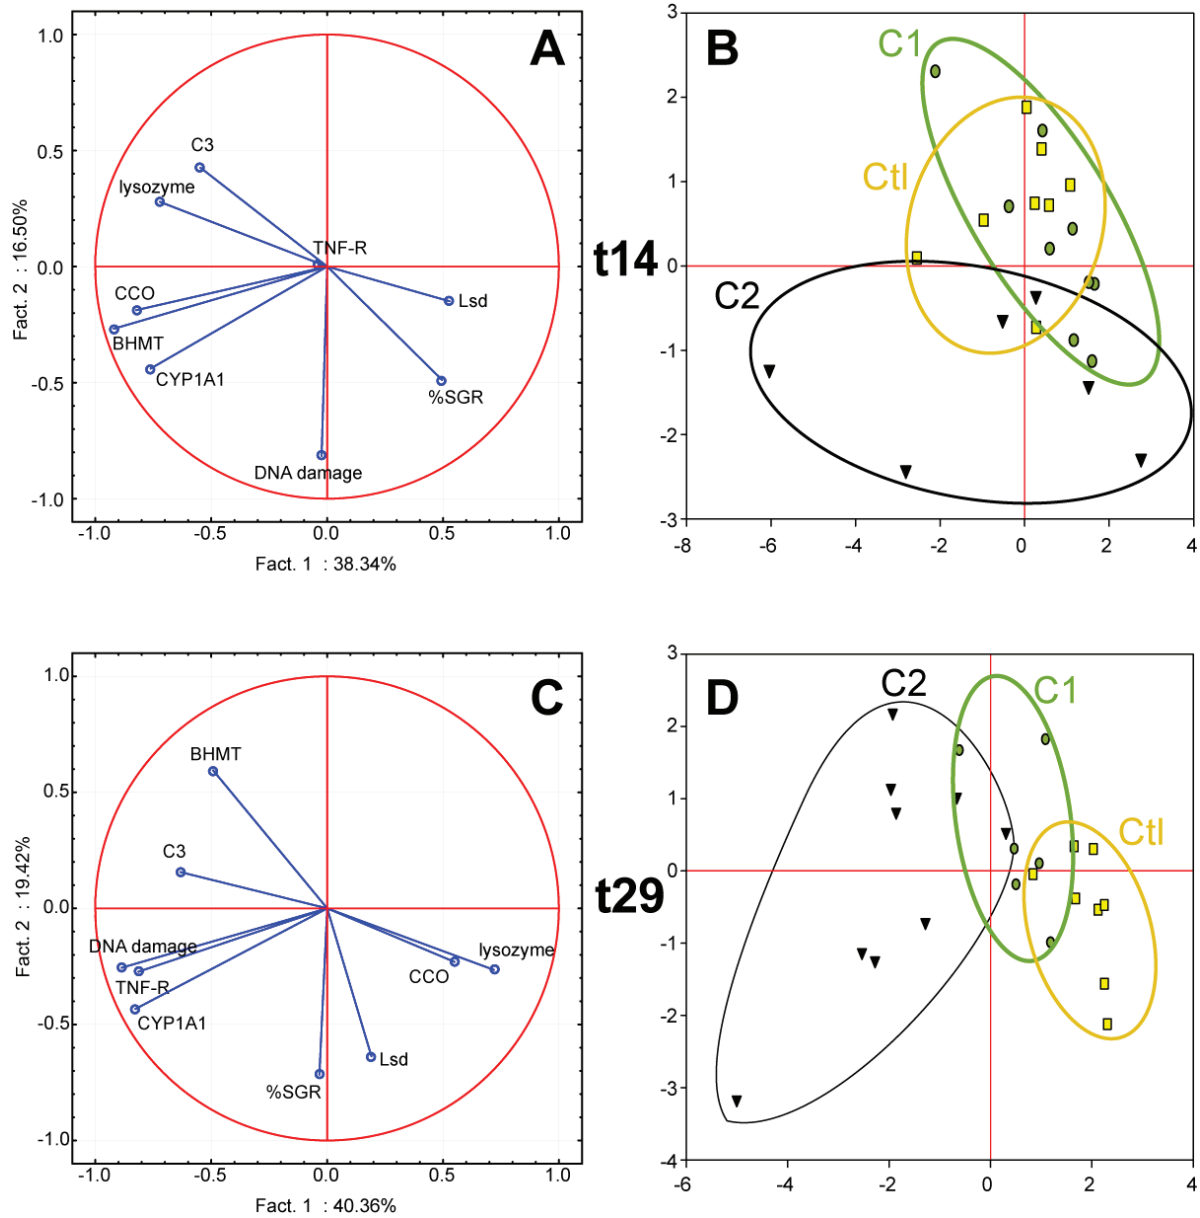 A
1.0
0.5
0.0
-0.5
-1.0
Fact. 2 : 16.50%
C3
lysozyme
TNF-R
CCO
BHMT
CYP1A1
Lsd
%SGR
DNA damage
-1.0 -0.5 0.0 0.5 1.0
Fact. 1 : 38.34%
t14
B
3
2
1
0
-1
-2
-3
C1
Ctl
C2
-8 -6 -4 -2 0 2 4
C
1.0
0.5
0.0
-0.5
-1.0
Fact. 2 : 19.42%
BHMT
C3
DNA damage
TNF-R
CYP1A1
lysozyme
CCO
%SGR
Lsd
-1.0 -0.5 0.0 0.5 1.0
Fact. 1 : 40.36%
t29
D
3
2
1
0
-1
-2
-3
-4
C2
C1
Ctl
-6 -4 -2 0 2 4